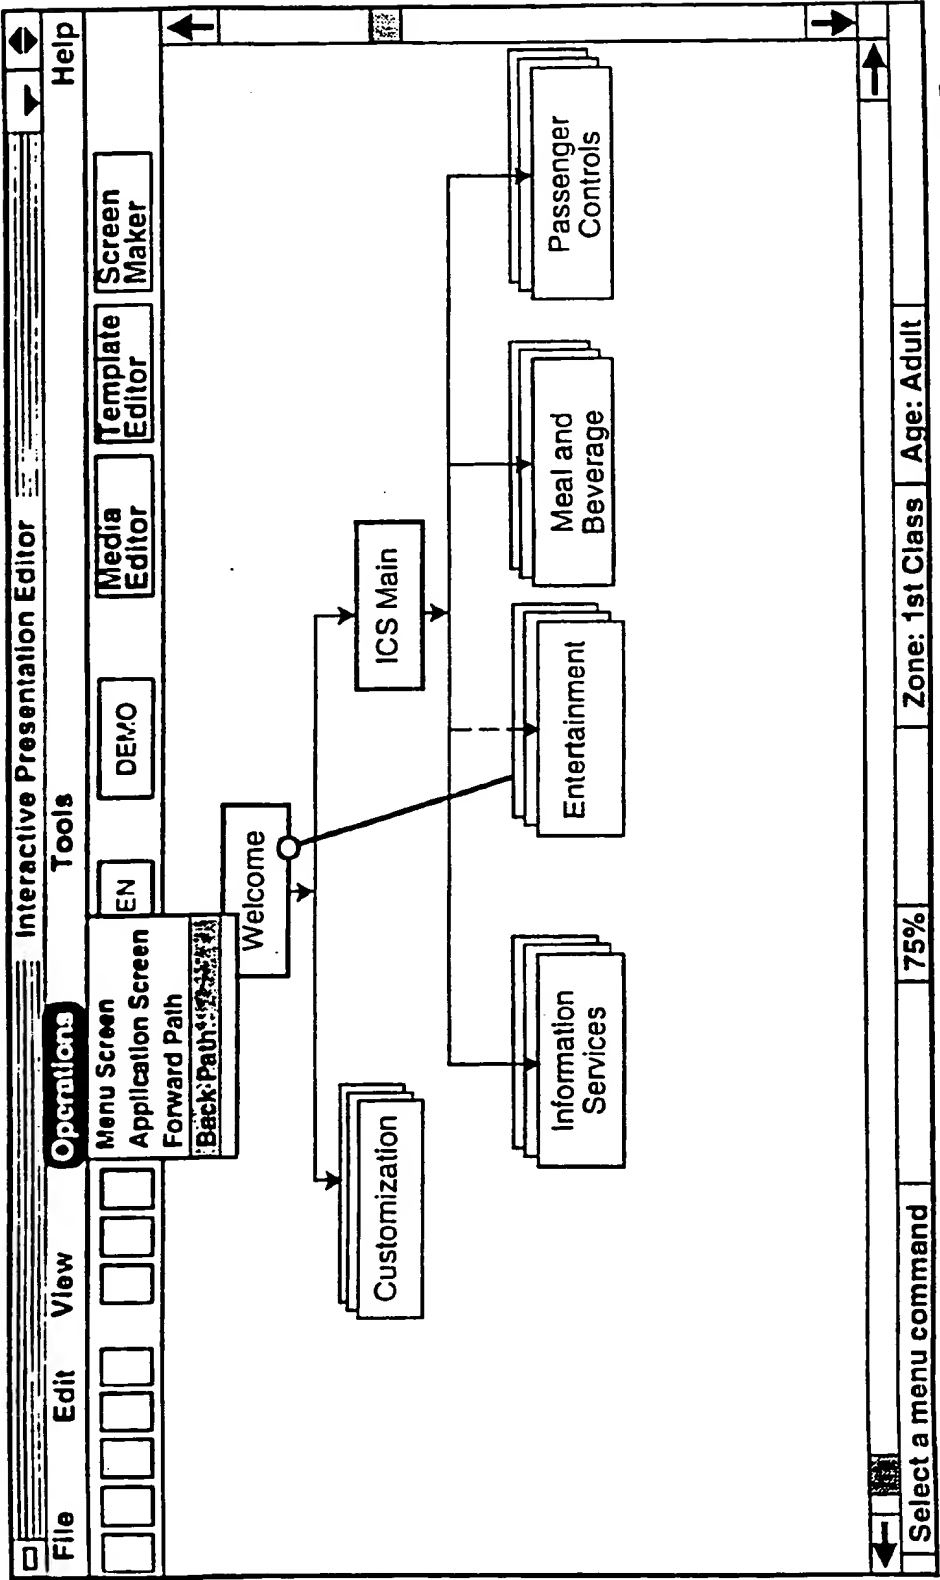 Interactive Presentation Editor
File Edit View Operations Tools Help
EN DEMO
Media
Editor
Template
Editor
Screen
Maker
Menu Screen
Application Screen
Forward Path
Back Path
Welcome
Customization
ICS Main
Information
Services
Entertainment
Meal and
Beverage
Passenger
Controls
Select a menu command 75% Zone: 1st Class Age: Adult